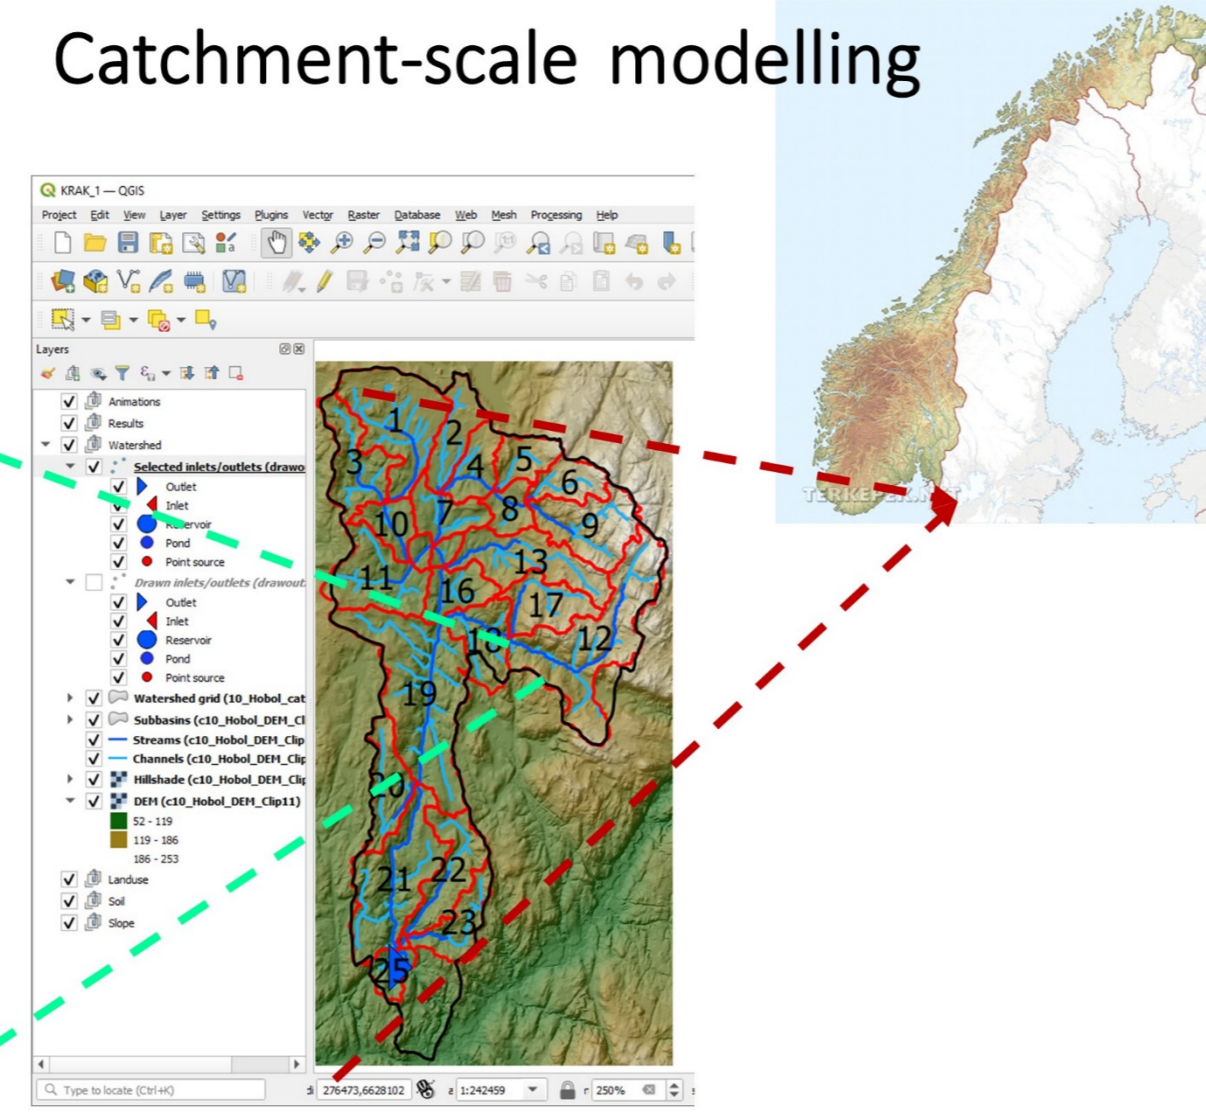 Catchment-scale modelling
KRAK_1 — QGIS
Project Edit View Layer Settings Plugins Vector Raster Database Web Mesh Processing Help
Layers
Animations
Results
Watershed
Selected inlets/outlets (drawo
Outlet
Inlet
Reservoir
Pond
Point source
Drawn inlets/outlets (drawout
Outlet
Inlet
Reservoir
Pond
Point source
Watershed grid (10_Hobol_cat
Subbasins (c10_Hobol_DEM_Cl
Streams (c10_Hobol_DEM_Clip
Channels (c10_Hobol_DEM_Clip
Hillshade (c10_Hobol_DEM_Clip
DEM (c10_Hobol_DEM_Clip11)
52 - 119
119 - 186
186 - 253
Landuse
Soil
Slope
1
2
3
4
5
6
7
8
9
10
11
13
16
17
18
12
19
20
21
22
23
25
Type to locate (Ctrl+K)
276473,6628102
1:242459
250%